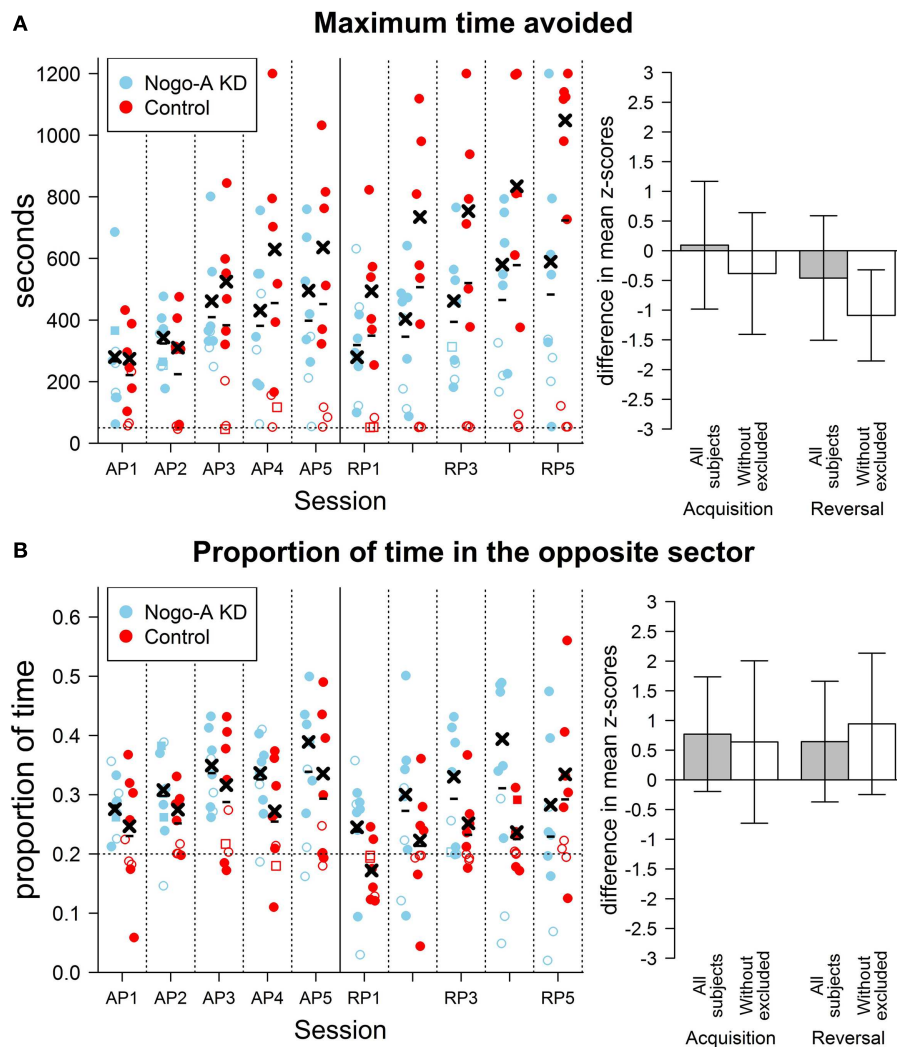 A
Maximum time avoided
Nogo-A KD
Control
1200
1000
800
600
400
200
0
seconds
AP1 AP2 AP3 AP4 AP5 RP1 RP3 RP5
Session
3
2.5
2
1.5
1
0.5
0
-0.5
-1
-1.5
-2
-2.5
-3
difference in mean z-scores
All subjects
Without excluded
All subjects
Without excluded
Acquisition Reversal
B
Proportion of time in the opposite sector
Nogo-A KD
Control
0.6
0.5
0.4
0.3
0.2
0.1
0.0
proportion of time
AP1 AP2 AP3 AP4 AP5 RP1 RP3 RP5
Session
3
2.5
2
1.5
1
0.5
0
-0.5
-1
-1.5
-2
-2.5
-3
difference in mean z-scores
All subjects
Without excluded
All subjects
Without excluded
Acquisition Reversal